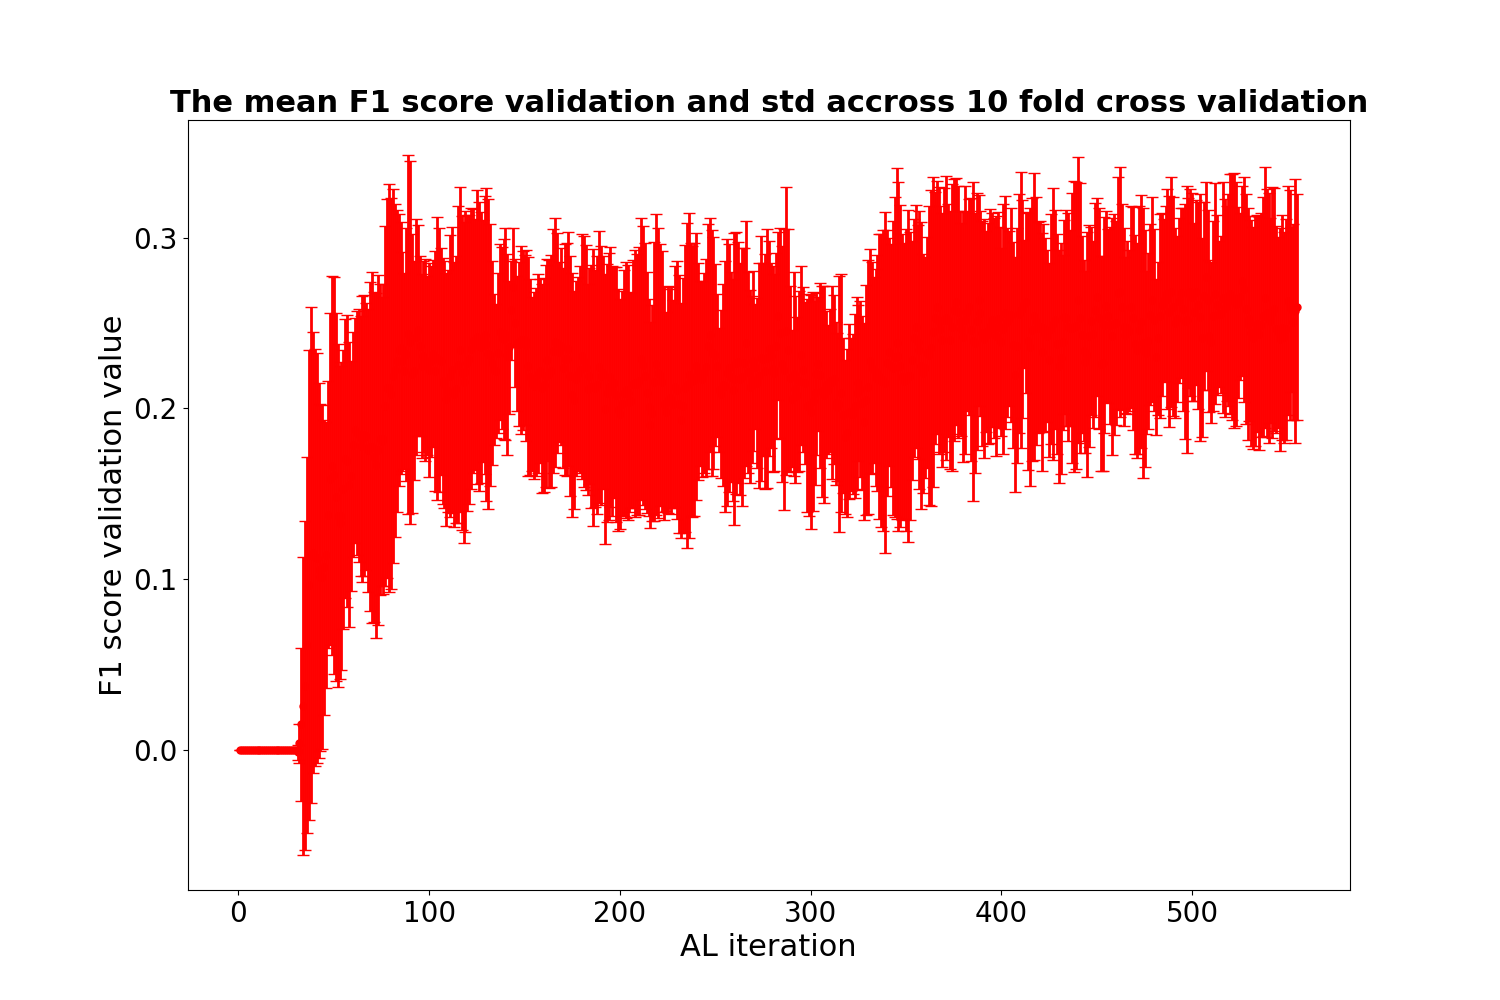 The mean F1 score validation and std accross 10 fold cross validation
F1 score validation value
0.3
0.2
0.1
0.0
0 100 200 300 400 500
AL iteration